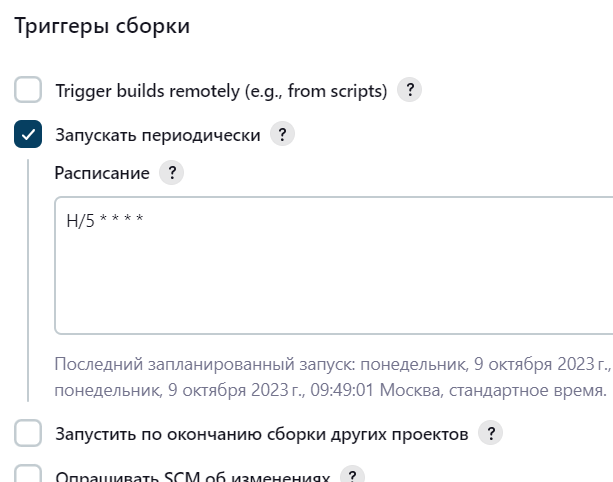 Триггеры сборки
Trigger builds remotely (e.g., from scripts) ?
Запускать периодически ?
Расписание ?
H/5 * * * *
Последний запланированный запуск: понедельник, 9 октября 2023 г.,
понедельник, 9 октября 2023 г., 09:49:01 Москва, стандартное время.
Запустить по окончанию сборки других проектов ?
Опрашивать SCM об изменениях ?